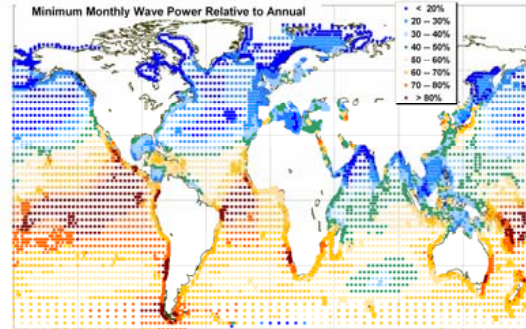 Minimum Monthly Wave Power Relative to Annual
< 20%
20 -- 30%
30 -- 40%
40 -- 50%
50 -- 60%
60 -- 70%
70 -- 80%
> 80%